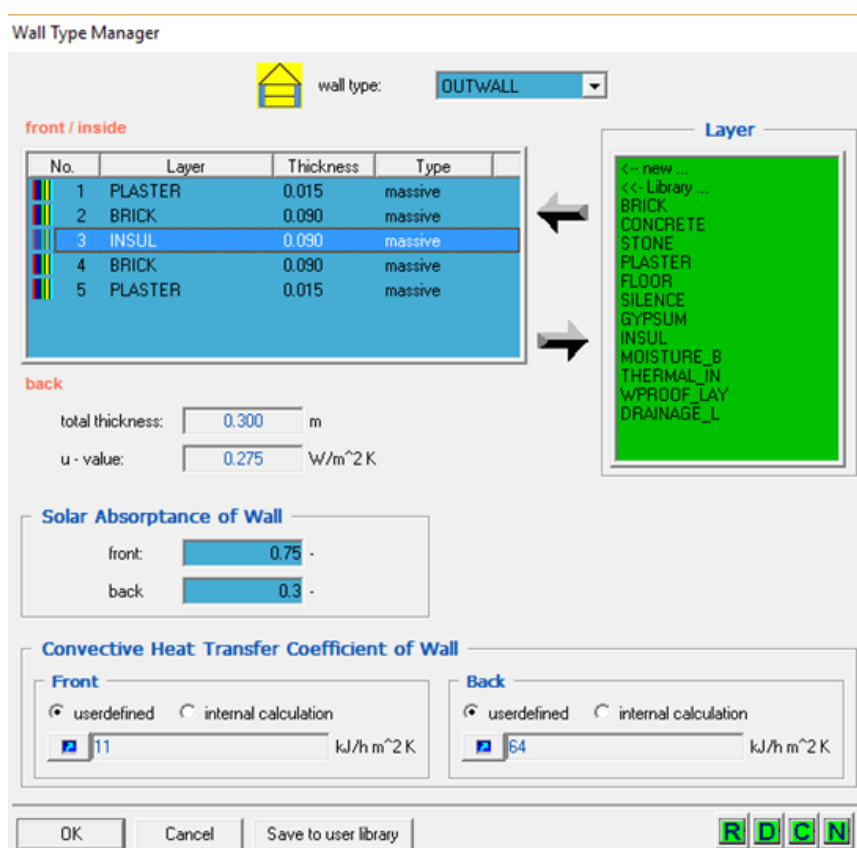 Wall Type Manager
wall type: OUTWALL
front / inside
No. Layer Thickness Type
1 PLASTER 0.015 massive
2 BRICK 0.090 massive
3 INSUL 0.090 massive
4 BRICK 0.090 massive
5 PLASTER 0.015 massive
back
total thickness: 0.300 m
u - value: 0.275 W/m^2 K
Layer
<-- new ...
<<- Library ...
BRICK
CONCRETE
STONE
PLASTER
FLOOR
SILENCE
GYPSUM
INSUL
MOISTURE_B
THERMAL_IN
WPROOF_LAY
DRAINAGE_L
Solar Absorptance of Wall
front: 0.75 -
back 0.3 -
Convective Heat Transfer Coefficient of Wall
Front
userdefined internal calculation
11 kJ/h m^2 K
Back
userdefined internal calculation
64 kJ/h m^2 K
OK Cancel Save to user library R D C N